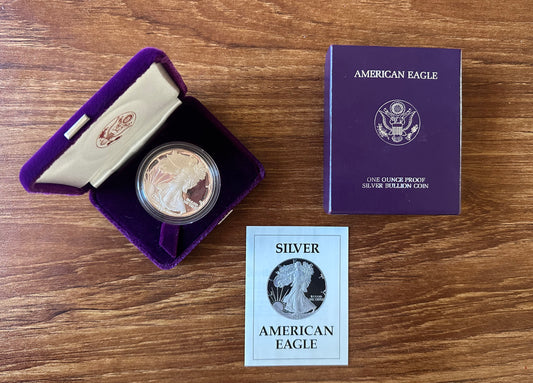 AMERICAN EAGLE
ONE OUNCE PROOF
SILVER BULLION COIN
SILVER
AMERICAN
EAGLE